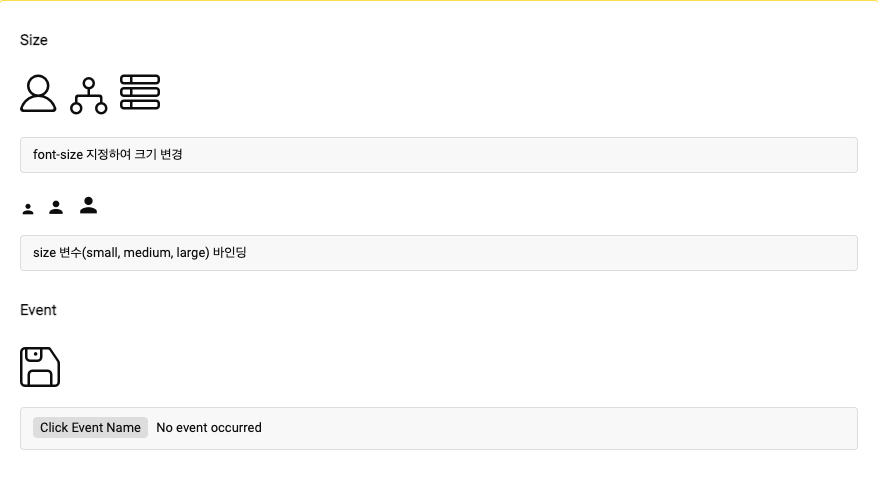 Size
font-size 지정하여 크기 변경
size 변수(small, medium, large) 바인딩
Event
Click Event Name No event occurred